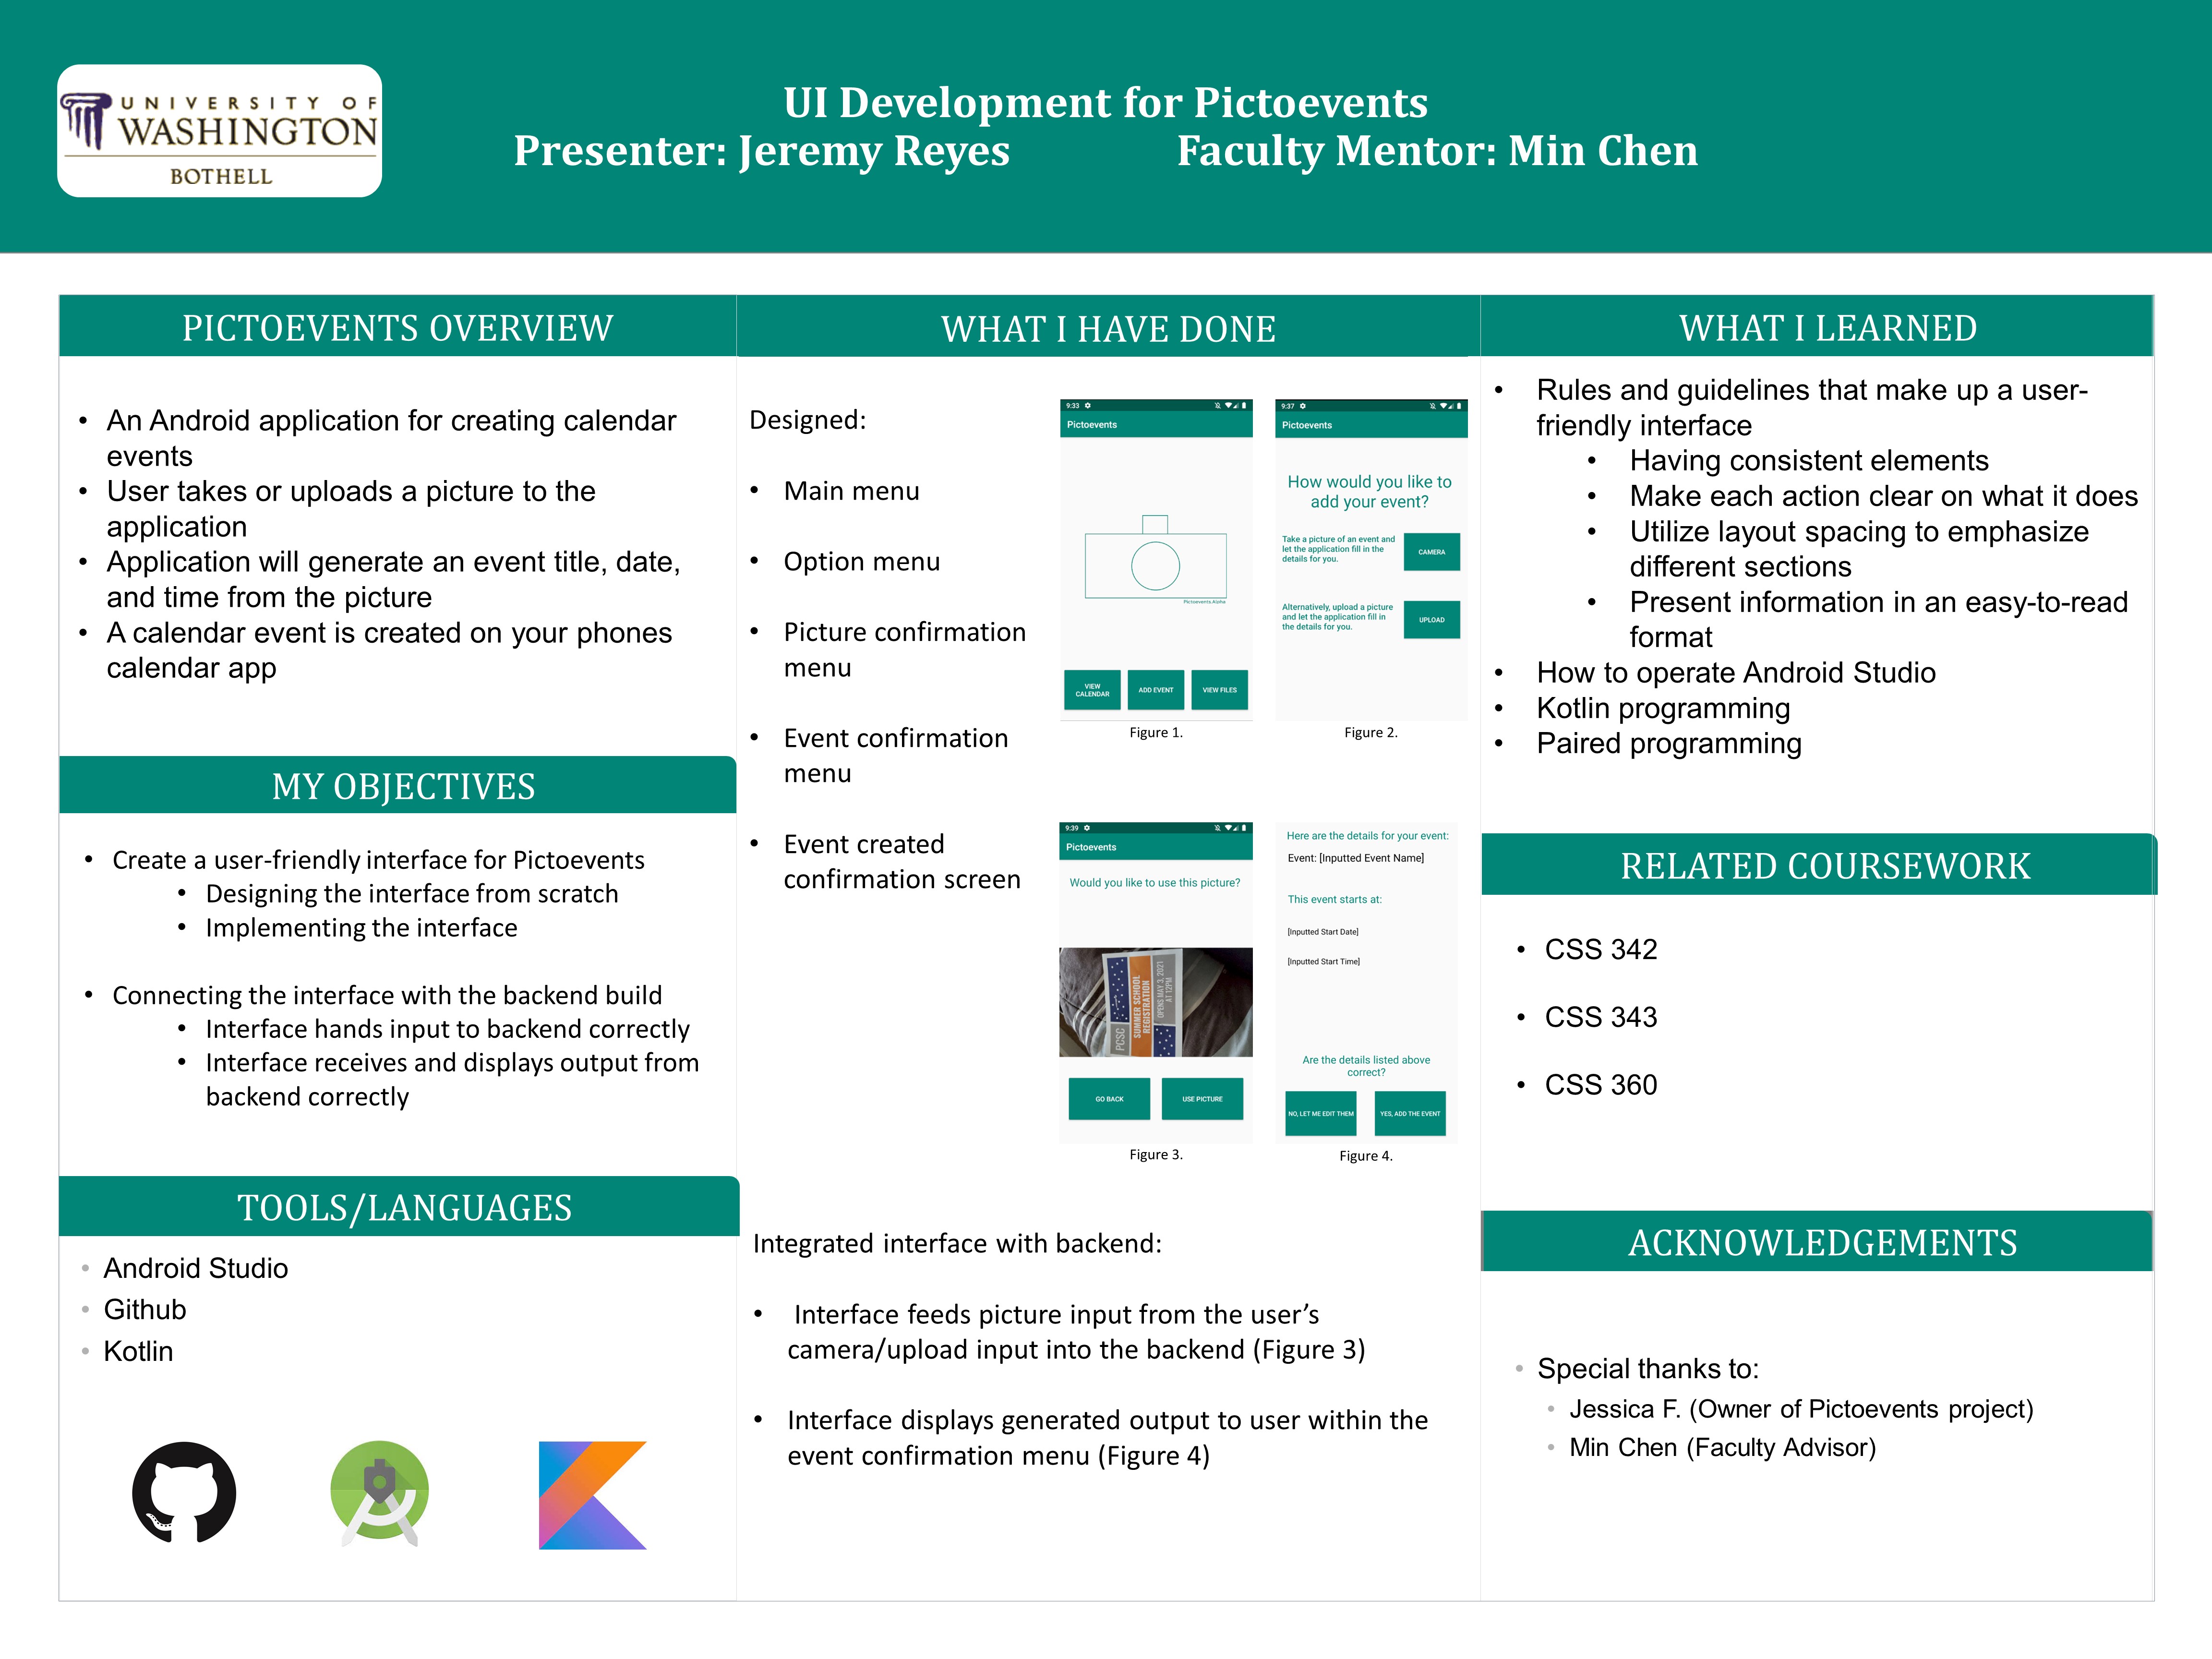 UNIVERSITY OF
WASHINGTON
BOTHELL
UI Development for Pictoevents
Presenter: Jeremy Reyes Faculty Mentor: Min Chen
PICTOEVENTS OVERVIEW
• An Android application for creating calendar
events
• User takes or uploads a picture to the
application
• Application will generate an event title, date,
and time from the picture
• A calendar event is created on your phones
calendar app
MY OBJECTIVES
• Create a user-friendly interface for Pictoevents
• Designing the interface from scratch
• Implementing the interface
• Connecting the interface with the backend build
• Interface hands input to backend correctly
• Interface receives and displays output from
backend correctly
TOOLS/LANGUAGES
• Android Studio
• Github
• Kotlin
WHAT I HAVE DONE
Designed:
• Main menu
• Option menu
• Picture confirmation
menu
• Event confirmation
menu
• Event created
confirmation screen
9:33
Pictoevents
Pictoevents Alpha
VIEW
CALENDAR
ADD EVENT
VIEW FILES
Figure 1.
9:37
Pictoevents
How would you like to
add your event?
Take a picture of an event and
let the application fill in the
details for you.
CAMERA
Alternatively, upload a picture
and let the application fill in
the details for you.
UPLOAD
Figure 2.
9:39
Pictoevents
Would you like to use this picture?
PCSC
SUMMER SCHOOL
REGISTRATION
OPENS MAY 3, 2021
AT 12PM
GO BACK
USE PICTURE
Figure 3.
Here are the details for your event:
Event: [Inputted Event Name]
This event starts at:
[Inputted Start Date]
[Inputted Start Time]
Are the details listed above
correct?
NO, LET ME EDIT THEM
YES, ADD THE EVENT
Figure 4.
Integrated interface with backend:
• Interface feeds picture input from the user’s
camera/upload input into the backend (Figure 3)
• Interface displays generated output to user within the
event confirmation menu (Figure 4)
WHAT I LEARNED
• Rules and guidelines that make up a user-
friendly interface
• Having consistent elements
• Make each action clear on what it does
• Utilize layout spacing to emphasize
different sections
• Present information in an easy-to-read
format
• How to operate Android Studio
• Kotlin programming
• Paired programming
RELATED COURSEWORK
• CSS 342
• CSS 343
• CSS 360
ACKNOWLEDGEMENTS
• Special thanks to:
• Jessica F. (Owner of Pictoevents project)
• Min Chen (Faculty Advisor)